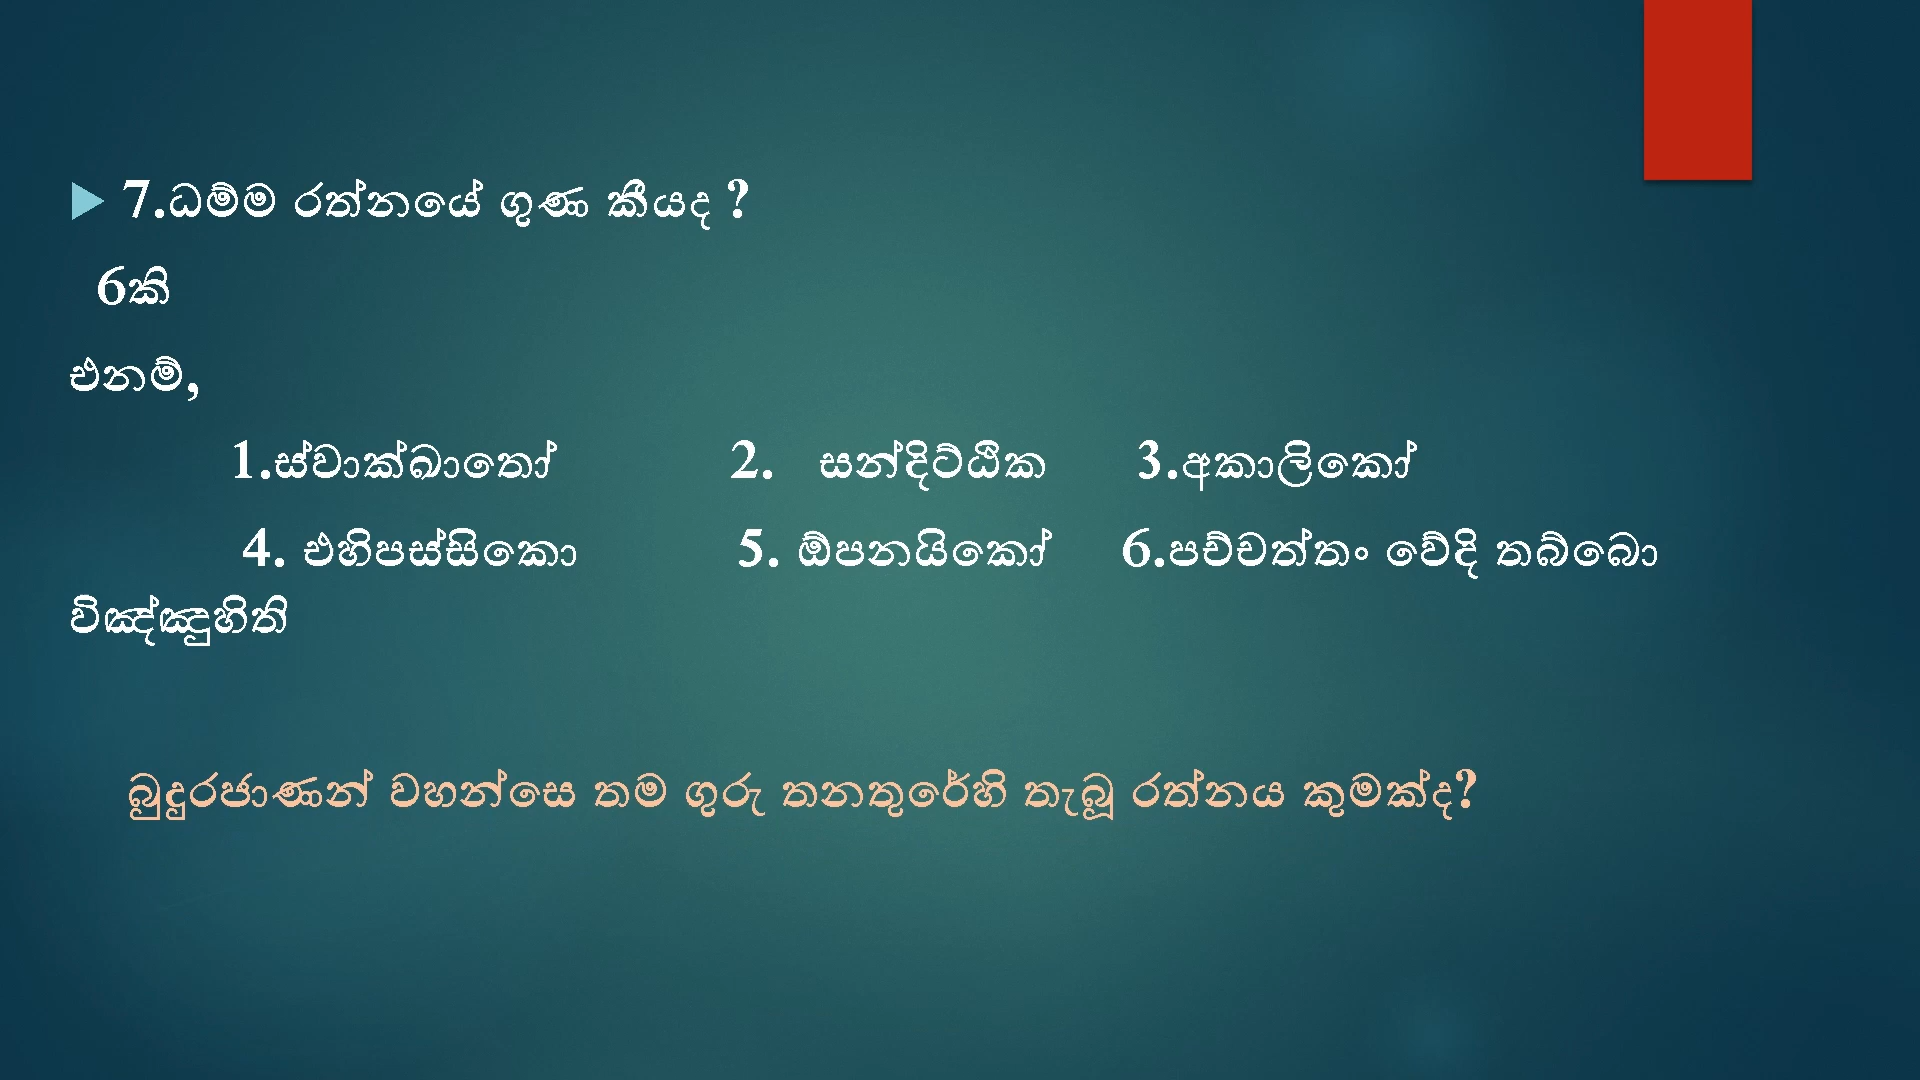 7.ධම්ම රත්නයේ ගුණ කීයද ?
6කි
එනම්,
1.ස්වාක්ඛාතෝ 2. සන්දිට්ඨික 3.අකාලිකෝ
4. එහිපස්සිකො 5. ඕපනයිකෝ 6.පච්චත්තං වේදි තබ්බො
විඤ්ඤුහිති
බුදුරජාණන් වහන්සෙ තම ගුරු තනතුරේහි තැබූ රත්නය කුමක්ද?